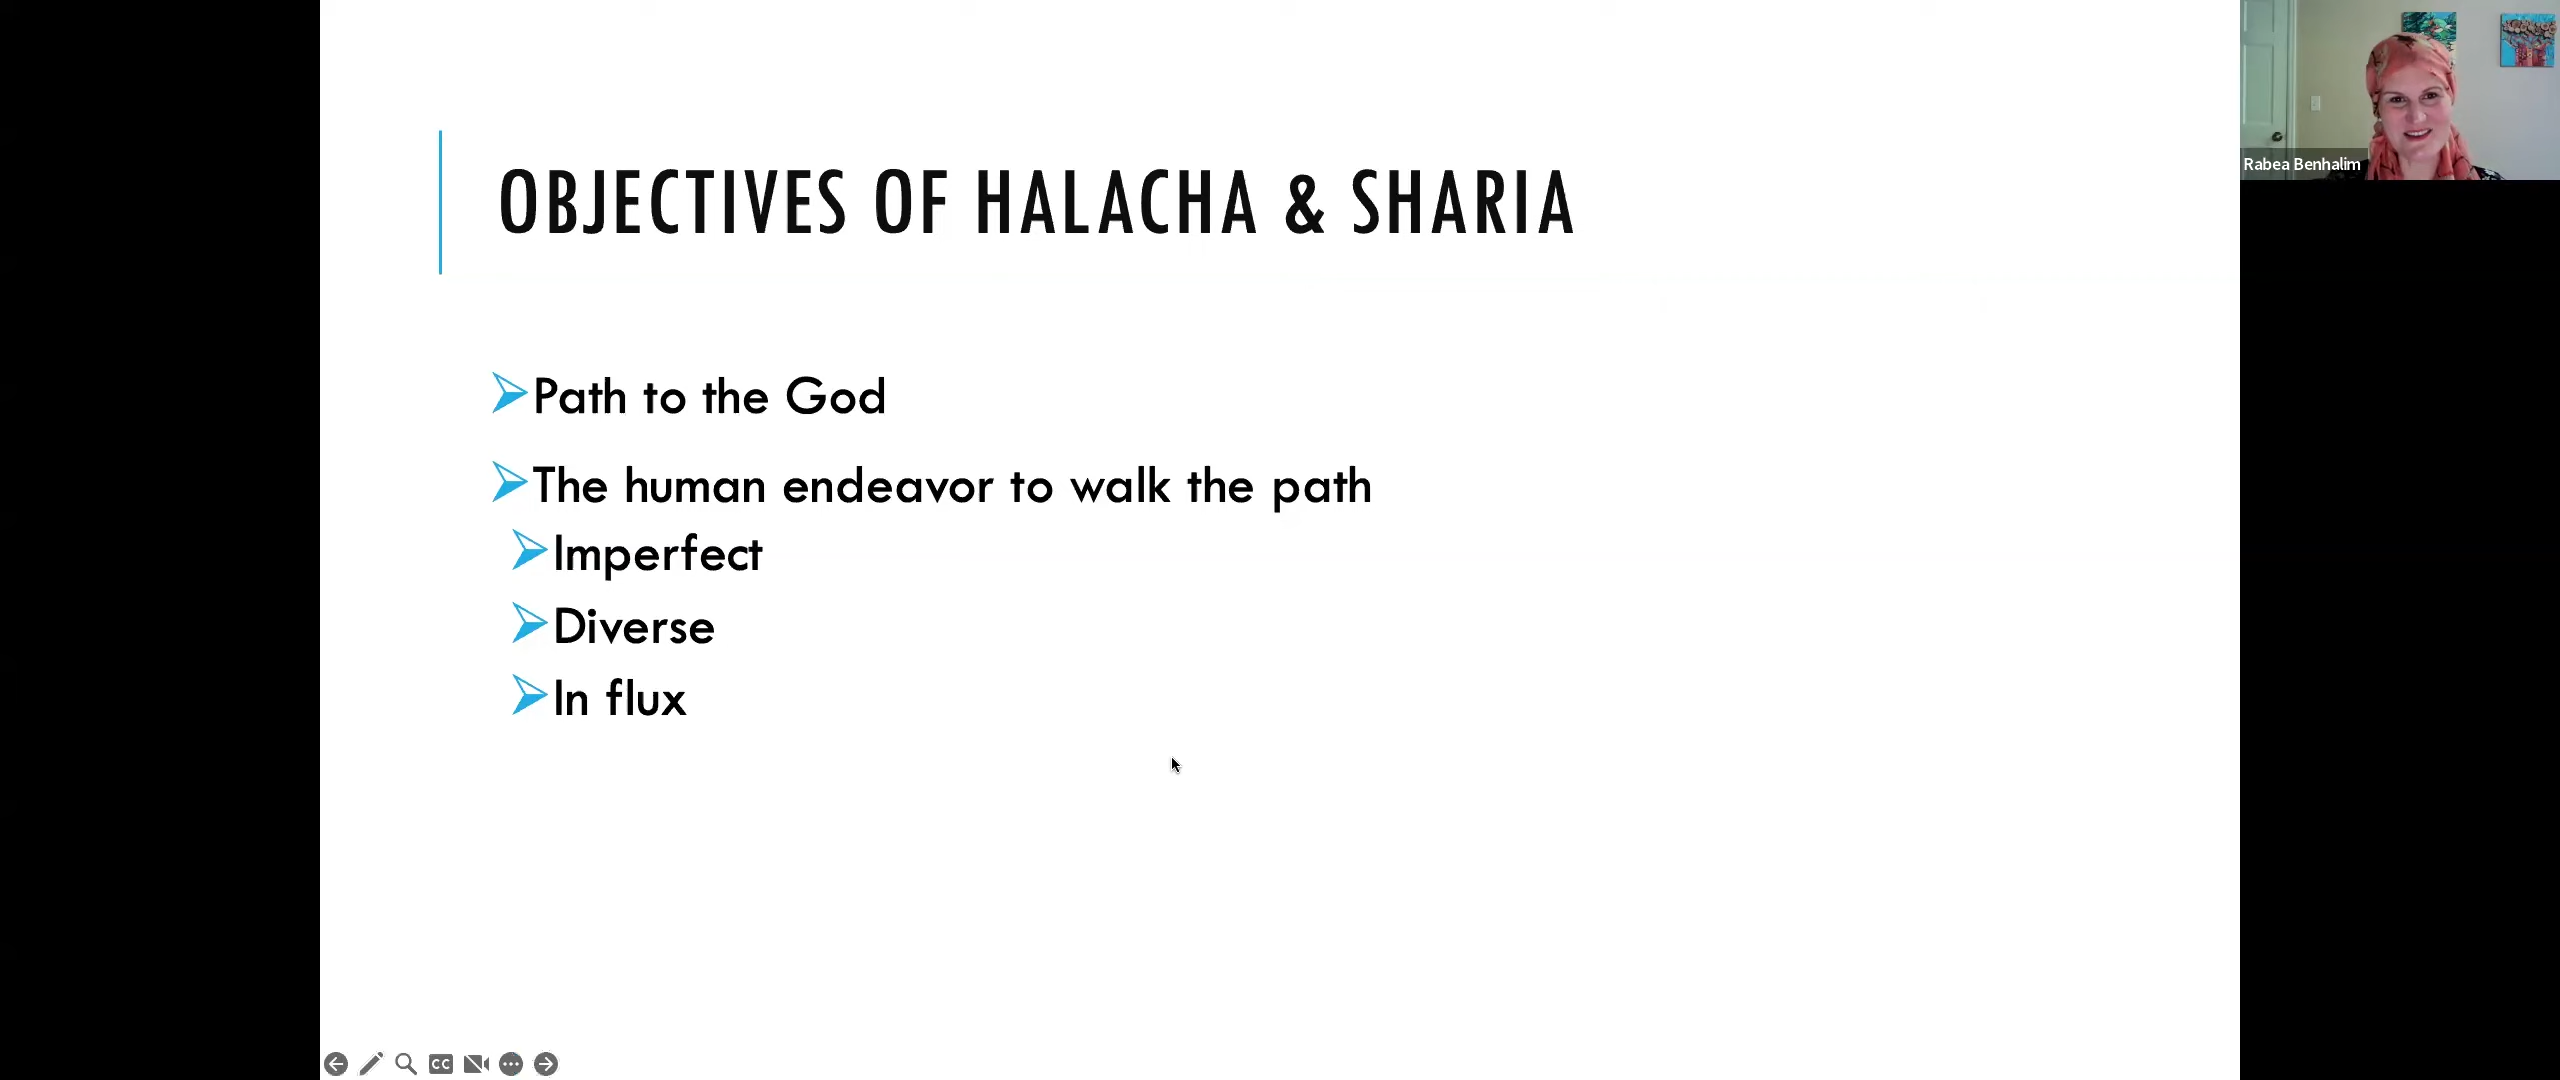 OBJECTIVES OF HALACHA & SHARIA
Path to the God
The human endeavor to walk the path
Imperfect
Diverse
In flux
Rabea Benhalim
CC